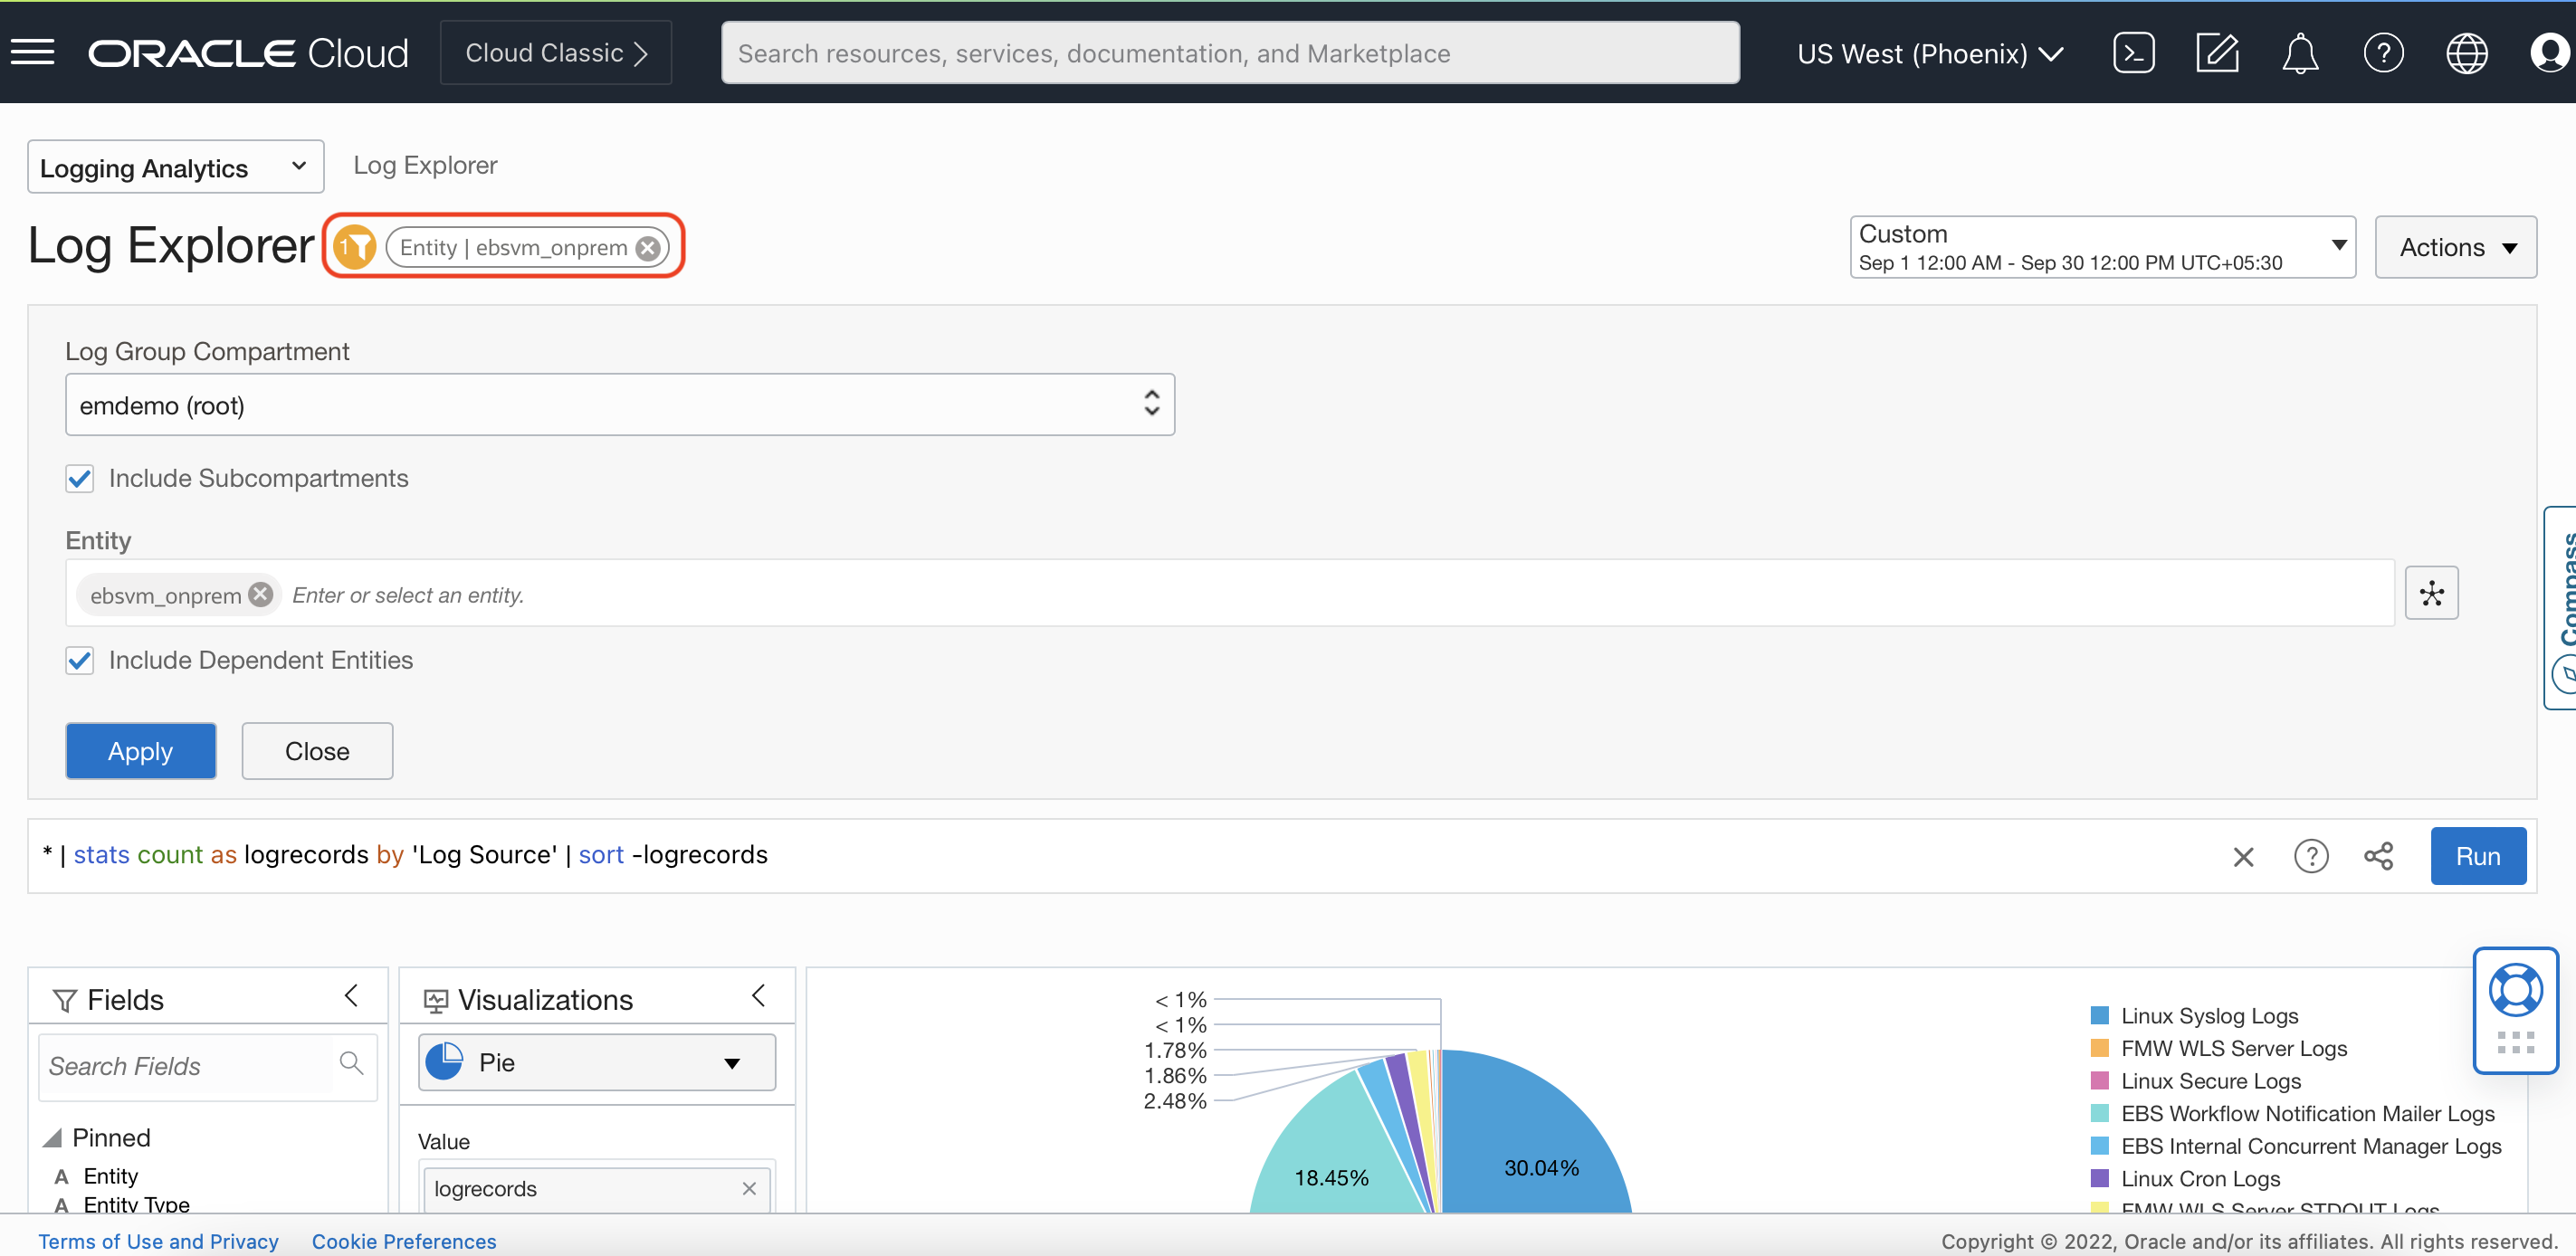 ORACLE Cloud
Cloud Classic
Search resources, services, documentation, and Marketplace
US West (Phoenix)
Logging Analytics
Log Explorer
Log Explorer
1
Entity | ebsvm_onprem
Custom
Sep 1 12:00 AM - Sep 30 12:00 PM UTC+05:30
Actions
Log Group Compartment
emdemo (root)
Include Subcompartments
Entity
ebsvm_onprem
Enter or select an entity.
Include Dependent Entities
Apply
Close
Compass
* | stats count as logrecords by 'Log Source' | sort -logrecords
Run
Fields
Search Fields
Pinned
A Entity
A Entity Type
Visualizations
Pie
Value
logrecords
< 1%
< 1%
1.78%
1.86%
2.48%
18.45%
30.04%
Linux Syslog Logs
FMW WLS Server Logs
Linux Secure Logs
EBS Workflow Notification Mailer Logs
EBS Internal Concurrent Manager Logs
Linux Cron Logs
FMW WLS Server STDOUT Logs
Terms of Use and Privacy
Cookie Preferences
Copyright © 2022, Oracle and/or its affiliates. All rights reserved.